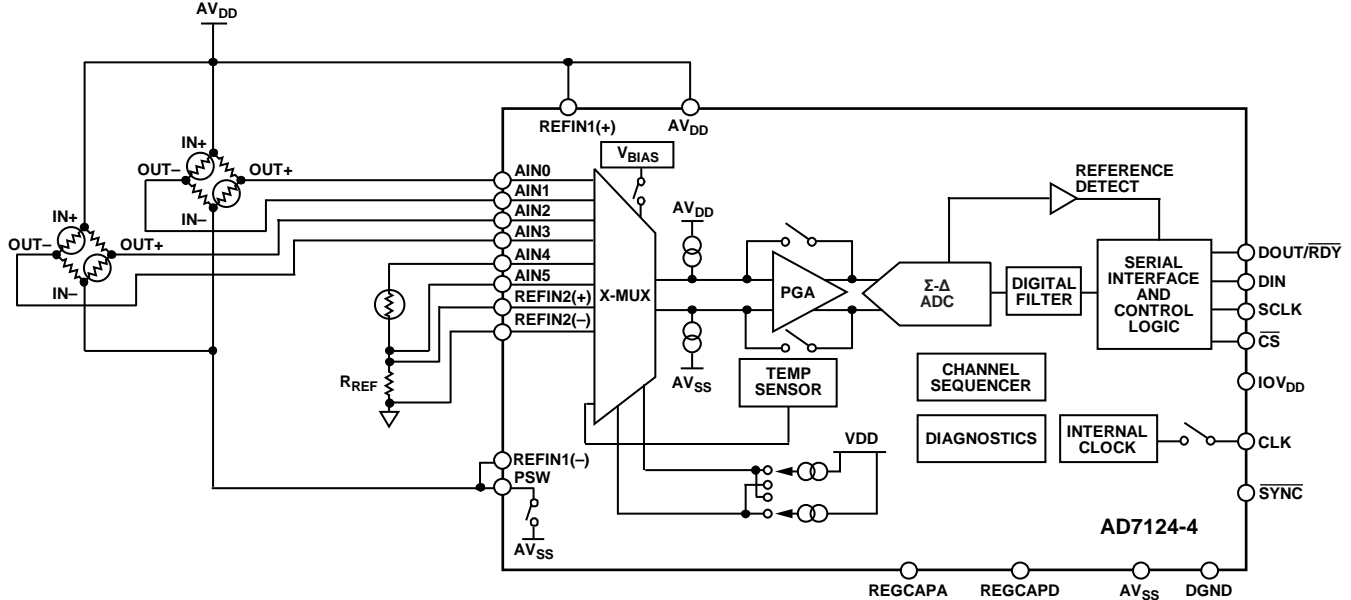 AVDD
REFIN1(+)
AVDD
IN+
OUT–
OUT+
IN–
IN+
OUT–
OUT+
IN–
VBIAS
AIN0
AIN1
AIN2
AIN3
AIN4
AIN5
REFIN2(+)
REFIN2(–)
RREF
REFIN1(–)
PSW
AVSS
X-MUX
AVDD
AVSS
PGA
TEMP
SENSOR
VDD
Σ-Δ
ADC
REFERENCE
DETECT
DIGITAL
FILTER
SERIAL
INTERFACE
AND
CONTROL
LOGIC
CHANNEL
SEQUENCER
DIAGNOSTICS
INTERNAL
CLOCK
DOUT/RDY
DIN
SCLK
CS
IOVDD
CLK
SYNC
AD7124-4
REGCAPA
REGCAPD
AVSS
DGND